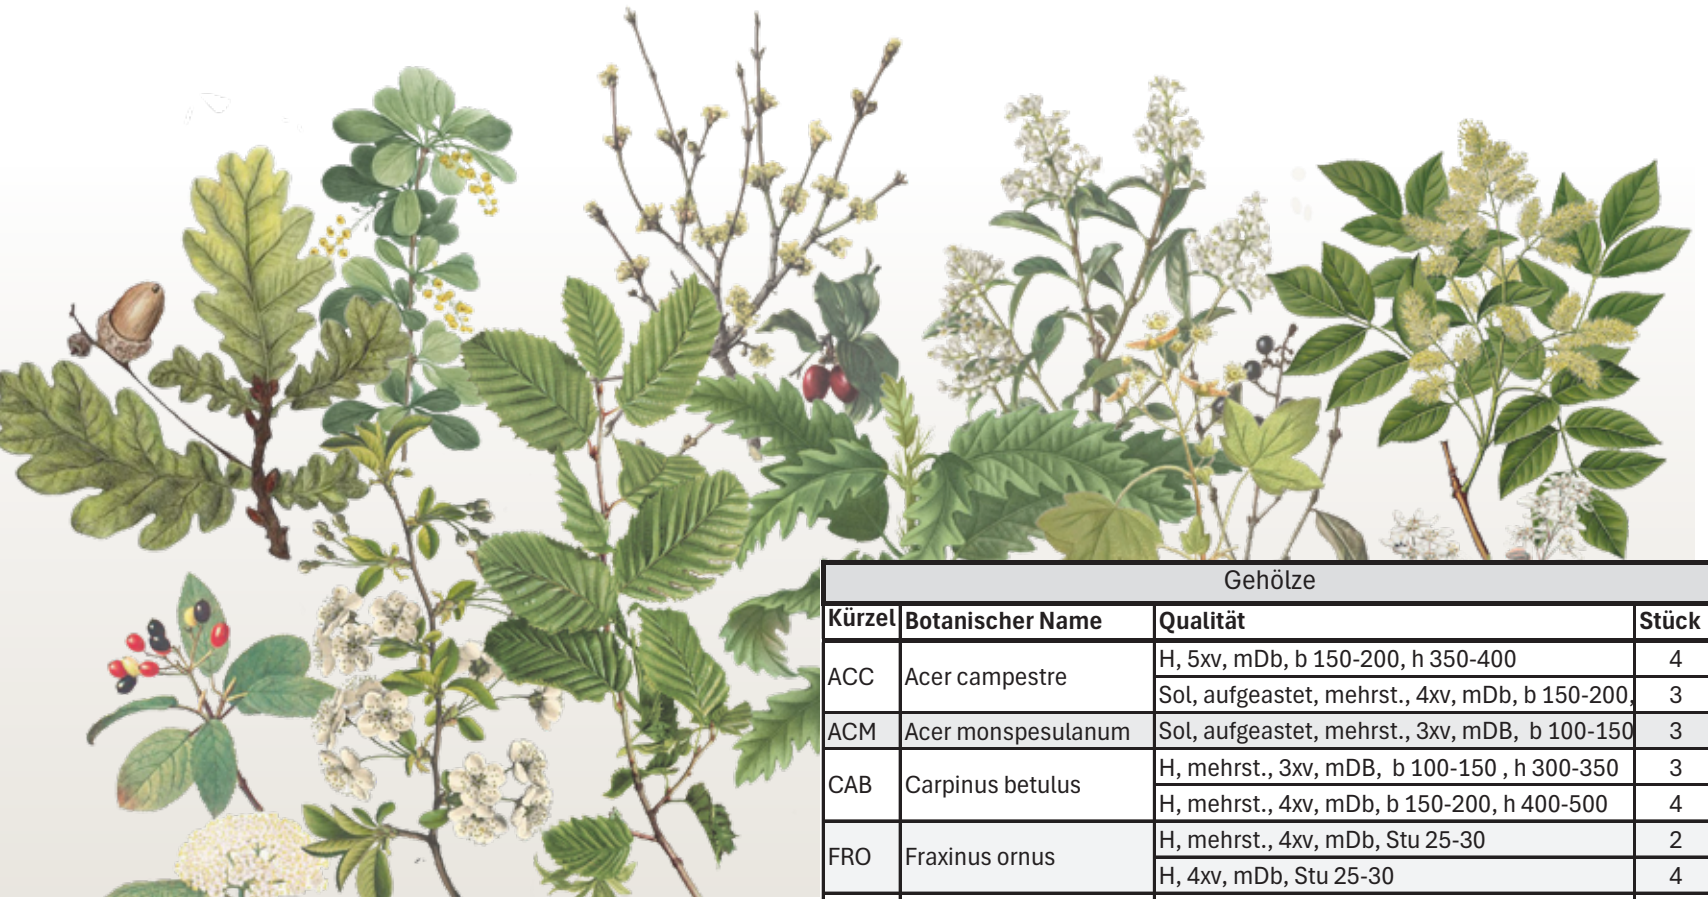 Gehölze
Kürzel Botanischer Name Qualität Stück
ACC Acer campestre H, 5xv, mDb, b 150-200, h 350-400 4
Sol, aufgeastet, mehrst., 4xv, mDb, b 150-200, 3
ACM Acer monspesulanum Sol, aufgeastet, mehrst., 3xv, mDB, b 100-150 3
CAB Carpinus betulus H, mehrst., 3xv, mDB, b 100-150 , h 300-350 3
H, mehrst., 4xv, mDb, b 150-200, h 400-500 4
FRO Fraxinus ornus H, mehrst., 4xv, mDb, Stu 25-30 2
H, 4xv, mDb, Stu 25-30 4